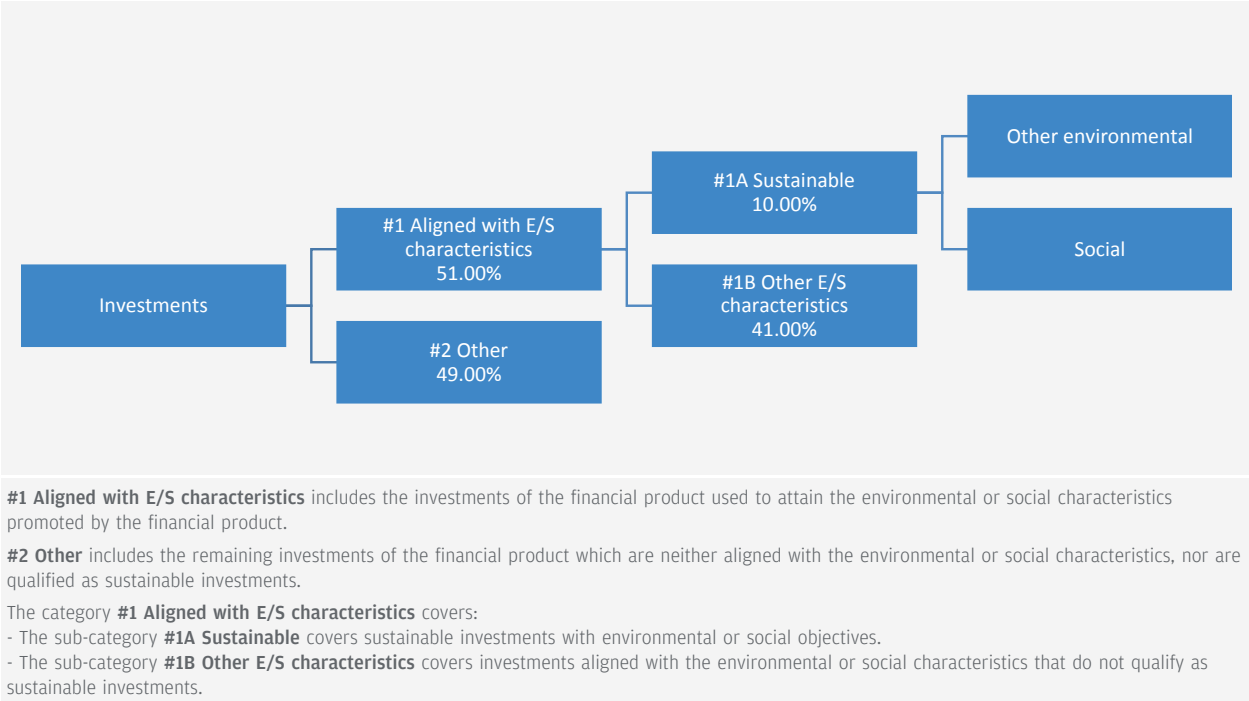 Investments
#1 Aligned with E/S
characteristics
51.00%
#2 Other
49.00%
#1A Sustainable
10.00%
#1B Other E/S
characteristics
41.00%
Other environmental
Social
#1 Aligned with E/S characteristics includes the investments of the financial product used to attain the environmental or social characteristics
promoted by the financial product.
#2 Other includes the remaining investments of the financial product which are neither aligned with the environmental or social characteristics, nor are
qualified as sustainable investments.
The category #1 Aligned with E/S characteristics covers:
- The sub-category #1A Sustainable covers sustainable investments with environmental or social objectives.
- The sub-category #1B Other E/S characteristics covers investments aligned with the environmental or social characteristics that do not qualify as
sustainable investments.